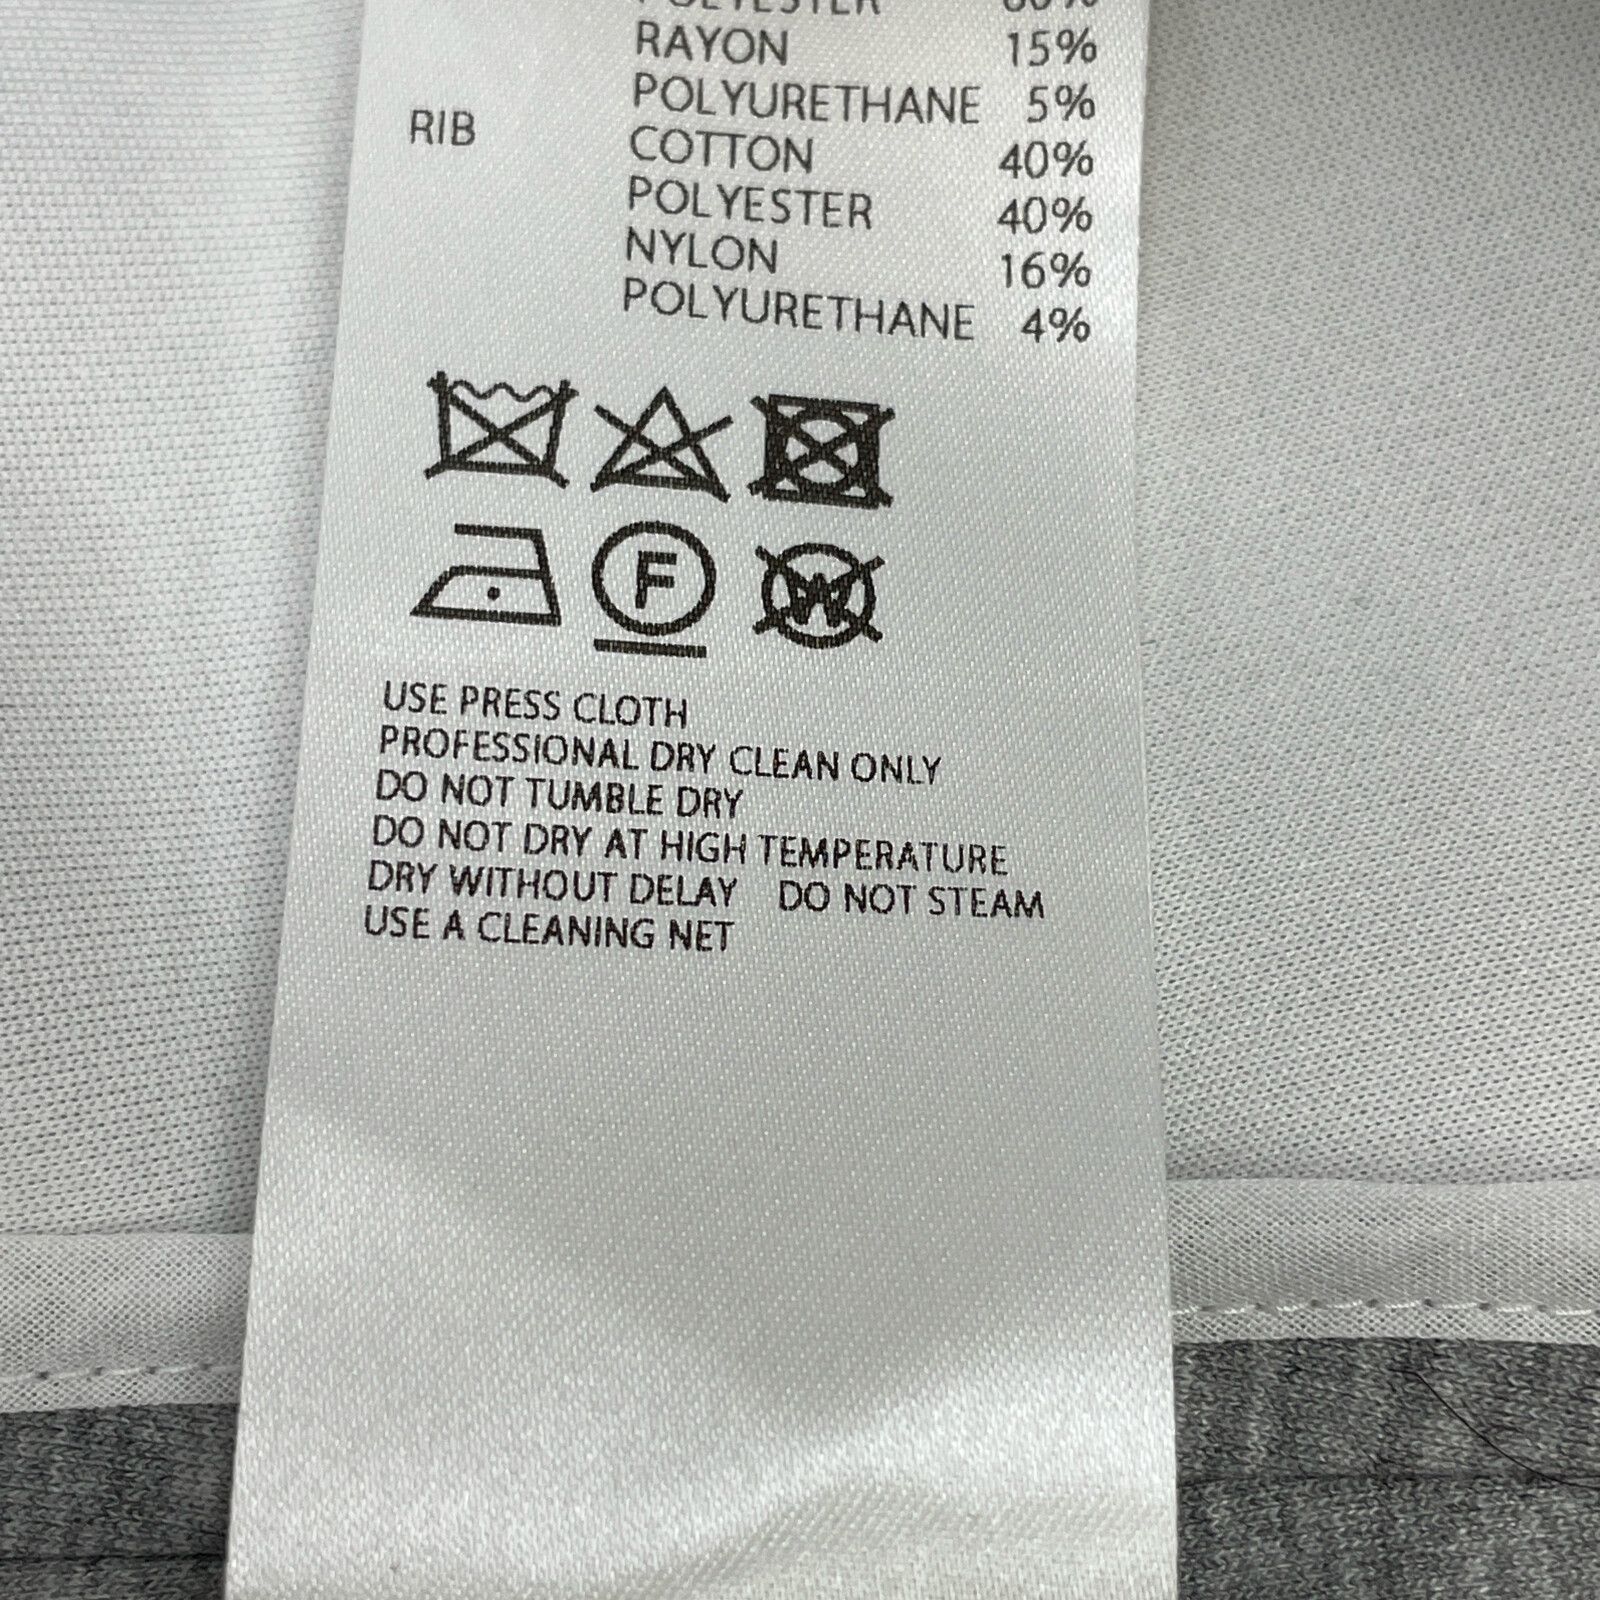 POLYESTER 80%
RAYON 15%
POLYURETHANE 5%
RIB COTTON 40%
POLYESTER 40%
NYLON 16%
POLYURETHANE 4%
F W
USE PRESS CLOTH
PROFESSIONAL DRY CLEAN ONLY
DO NOT TUMBLE DRY
DO NOT DRY AT HIGH TEMPERATURE
DRY WITHOUT DELAY DO NOT STEAM
USE A CLEANING NET